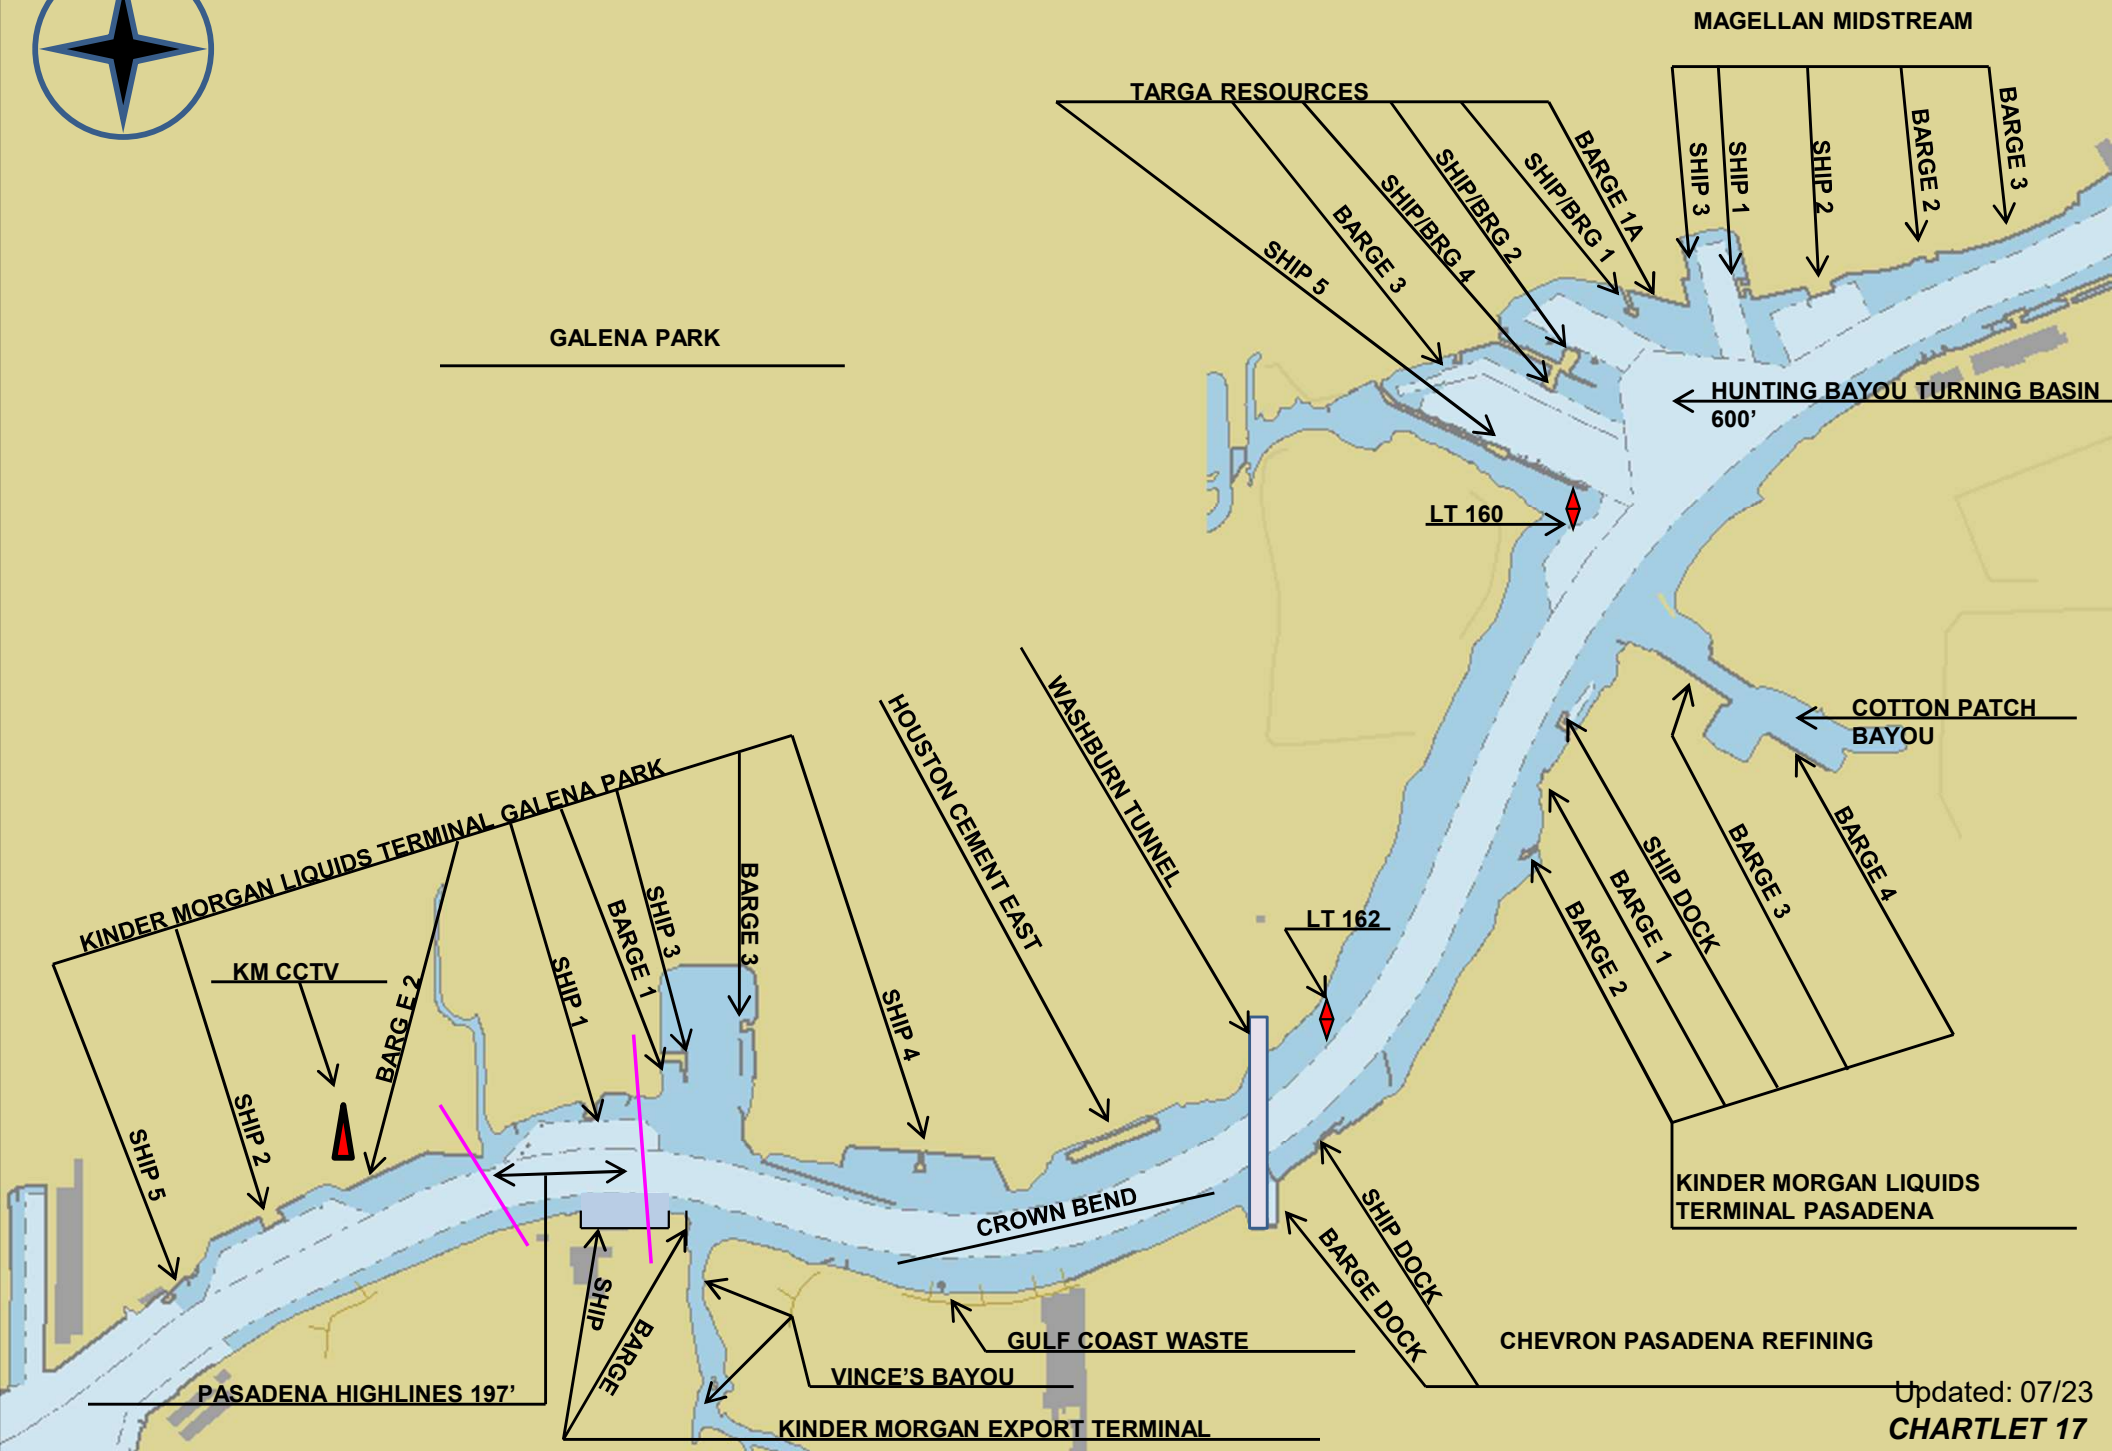 MAGELLAN MIDSTREAM
SHIP 3
SHIP 1
SHIP 2
BARGE 2
BARGE 3
TARGA RESOURCES
SHIP 5
BARGE 3
SHIP/BRG 4
SHIP/BRG 2
SHIP/BRG 1
BARGE 1A
GALENA PARK
HUNTING BAYOU TURNING BASIN
600'
LT 160
COTTON PATCH
BAYOU
WASHBURN TUNNEL
HOUSTON CEMENT EAST
KINDER MORGAN LIQUIDS TERMINAL GALENA PARK
SHIP 5
SHIP 2
BARG E 2
SHIP 1
BARGE 1
SHIP 3
BARGE 3
SHIP 4
KM CCTV
LT 162
BARGE 2
BARGE 1
SHIP DOCK
BARGE 3
BARGE 4
KINDER MORGAN LIQUIDS
TERMINAL PASADENA
CROWN BEND
SHIP DOCK
BARGE DOCK
CHEVRON PASADENA REFINING
GULF COAST WASTE
VINCE'S BAYOU
SHIP
BARGE
KINDER MORGAN EXPORT TERMINAL
PASADENA HIGHLINES 197'
Updated: 07/23
CHARTLET 17